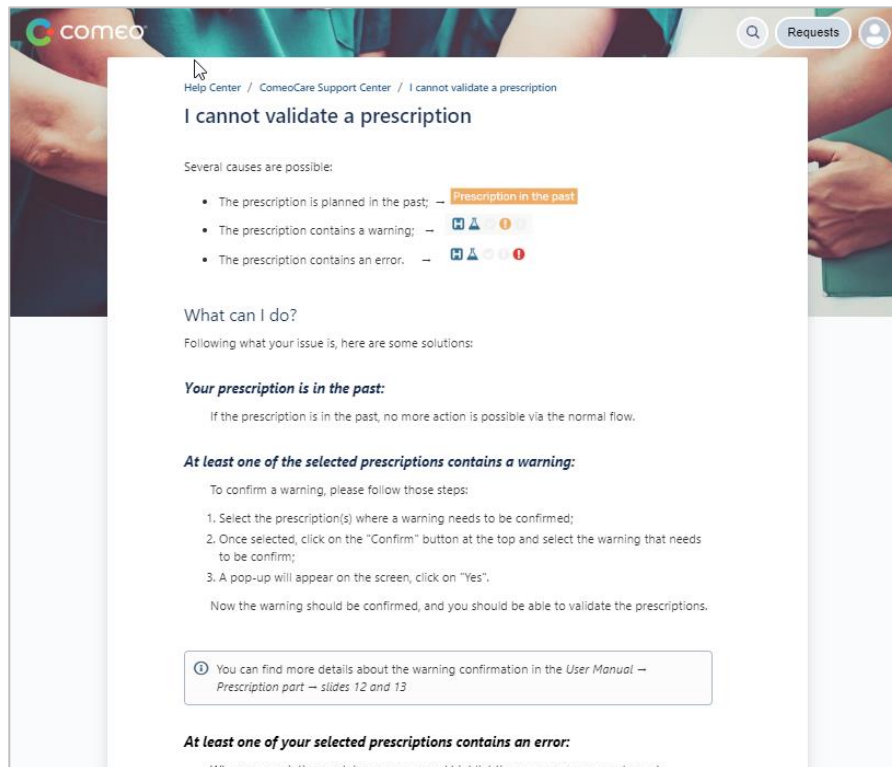 comeo
Requests
Help Center / ComeoCare Support Center / I cannot validate a prescription
I cannot validate a prescription
Several causes are possible:
• The prescription is planned in the past; → Prescription in the past
• The prescription contains a warning; → H !
• The prescription contains an error. → H !
What can I do?
Following what your issue is, here are some solutions:
Your prescription is in the past:
If the prescription is in the past, no more action is possible via the normal flow.
At least one of the selected prescriptions contains a warning:
To confirm a warning, please follow those steps:
1. Select the prescription(s) where a warning needs to be confirmed;
2. Once selected, click on the "Confirm" button at the top and select the warning that needs
to be confirm;
3. A pop-up will appear on the screen, click on "Yes".
Now the warning should be confirmed, and you should be able to validate the prescriptions.
You can find more details about the warning confirmation in the User Manual →
Prescription part → slides 12 and 13
At least one of your selected prescriptions contains an error: